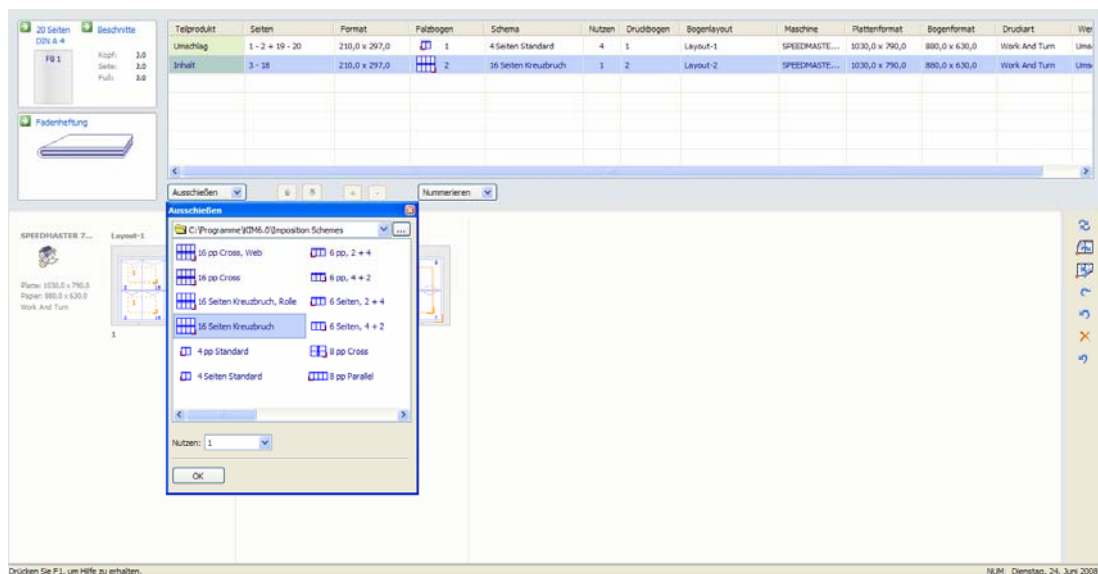 20 Seiten
DIN A 4
Beschnitte
FB 1
Kopf: 3.0
Seite: 3.0
Fuß: 3.0
Fadenheftung
Teilprodukt Seiten Format Falzbogen Schema Nutzen Druckbogen Bogenlayout Maschine Plattenformat Bogenformat Druckart
Umschlag 1 - 2 + 19 - 20 210,0 x 297,0 1 4 Seiten Standard 4 1 Layout-1 SPEEDMASTE... 1030,0 x 790,0 880,0 x 630,0 Work And Turn
Inhalt 3 - 18 210,0 x 297,0 2 16 Seiten Kreuzbruch 1 2 Layout-2 SPEEDMASTE... 1030,0 x 790,0 880,0 x 630,0 Work And Turn
Ausschießen Nummerieren
Ausschießen
C:\Programme\KIM6.0\Imposition Schemes ...
16 pp Cross, Web 6 pp, 2 + 4
16 pp Cross 6 pp, 4 + 2
16 Seiten Kreuzbruch, Rolle 6 Seiten, 2 + 4
16 Seiten Kreuzbruch 6 Seiten, 4 + 2
4 pp Standard 8 pp Cross
4 Seiten Standard 8 pp Parallel
Nutzen: 1
OK
SPEEDMASTER 7... Layout-1
Platte: 1030.0 x 790.0
Papier: 880.0 x 630.0
Work And Turn
1
Drücken Sie F1, um Hilfe zu erhalten. NUM Dienstag, 24. Juni 2008